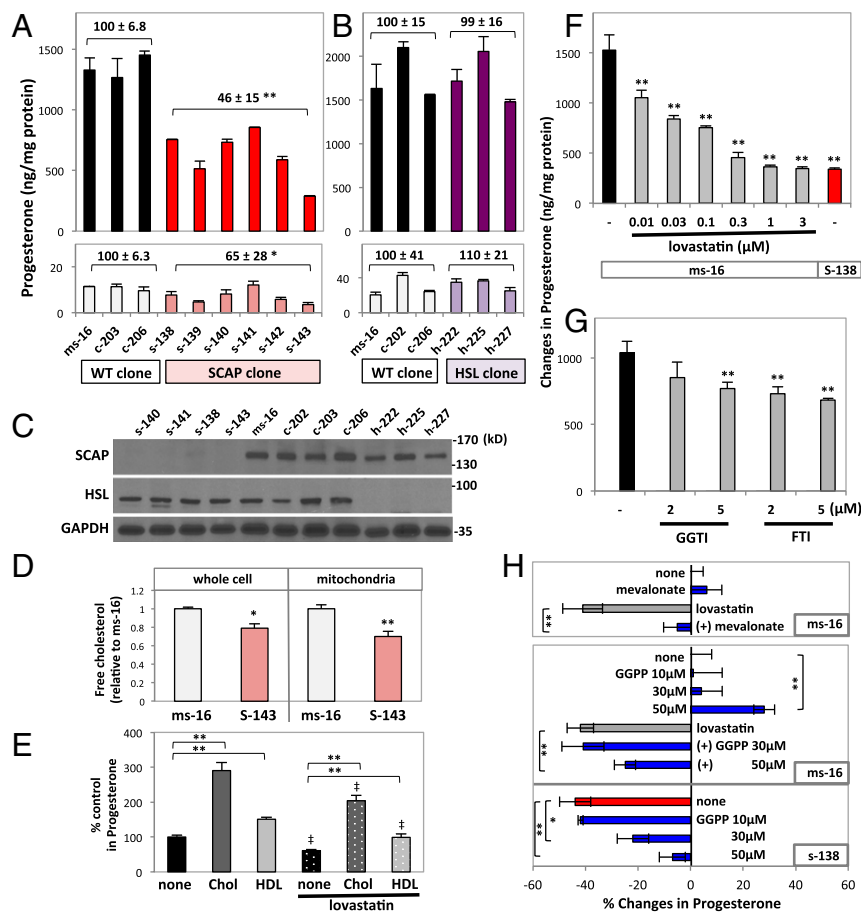 A
Progesterone (ng/mg protein)
1500
1000
500
0
100 ± 6.8
46 ± 15 **
20
0
100 ± 6.3
65 ± 28 *
ms-16
c-203
c-206
s-138
s-139
s-140
s-141
s-142
s-143
WT clone
SCAP clone
B
2000
1500
1000
500
0
100 ± 15
99 ± 16
40
0
100 ± 41
110 ± 21
ms-16
c-202
c-206
h-222
h-225
h-227
WT clone
HSL clone
C
s-140
s-141
s-138
s-143
ms-16
c-202
c-203
c-206
h-222
h-225
h-227
-170 (kD)
SCAP
-130
-100
HSL
GAPDH
-35
D
whole cell
mitochondria
Free cholesterol
(relative to ms-16)
1.2
1
0.8
0.6
0.4
0.2
0
*
**
ms-16
S-143
ms-16
S-143
E
% control
in Progesterone
400
300
200
100
0
**
**
**
**
‡
‡
‡
none
Chol
HDL
none
Chol
HDL
lovastatin
F
Changes in Progesterone (ng/mg protein)
1500
1000
500
0
**
**
**
**
**
**
**
-
0.01
0.03
0.1
0.3
1
3
-
lovastatin (μM)
ms-16
S-138
G
1000
500
0
**
**
**
-
2
5
2
5 (μM)
GGTI
FTI
H
none
mevalonate
lovastatin
**
(+) mevalonate
ms-16
none
GGPP 10μM
**
30μM
50μM
lovastatin
**
(+) GGPP 30μM
(+) 50μM
ms-16
none
** *
GGPP 10μM
30μM
50μM
s-138
-60
-40
-20
0
20
40
60
% Changes in Progesterone